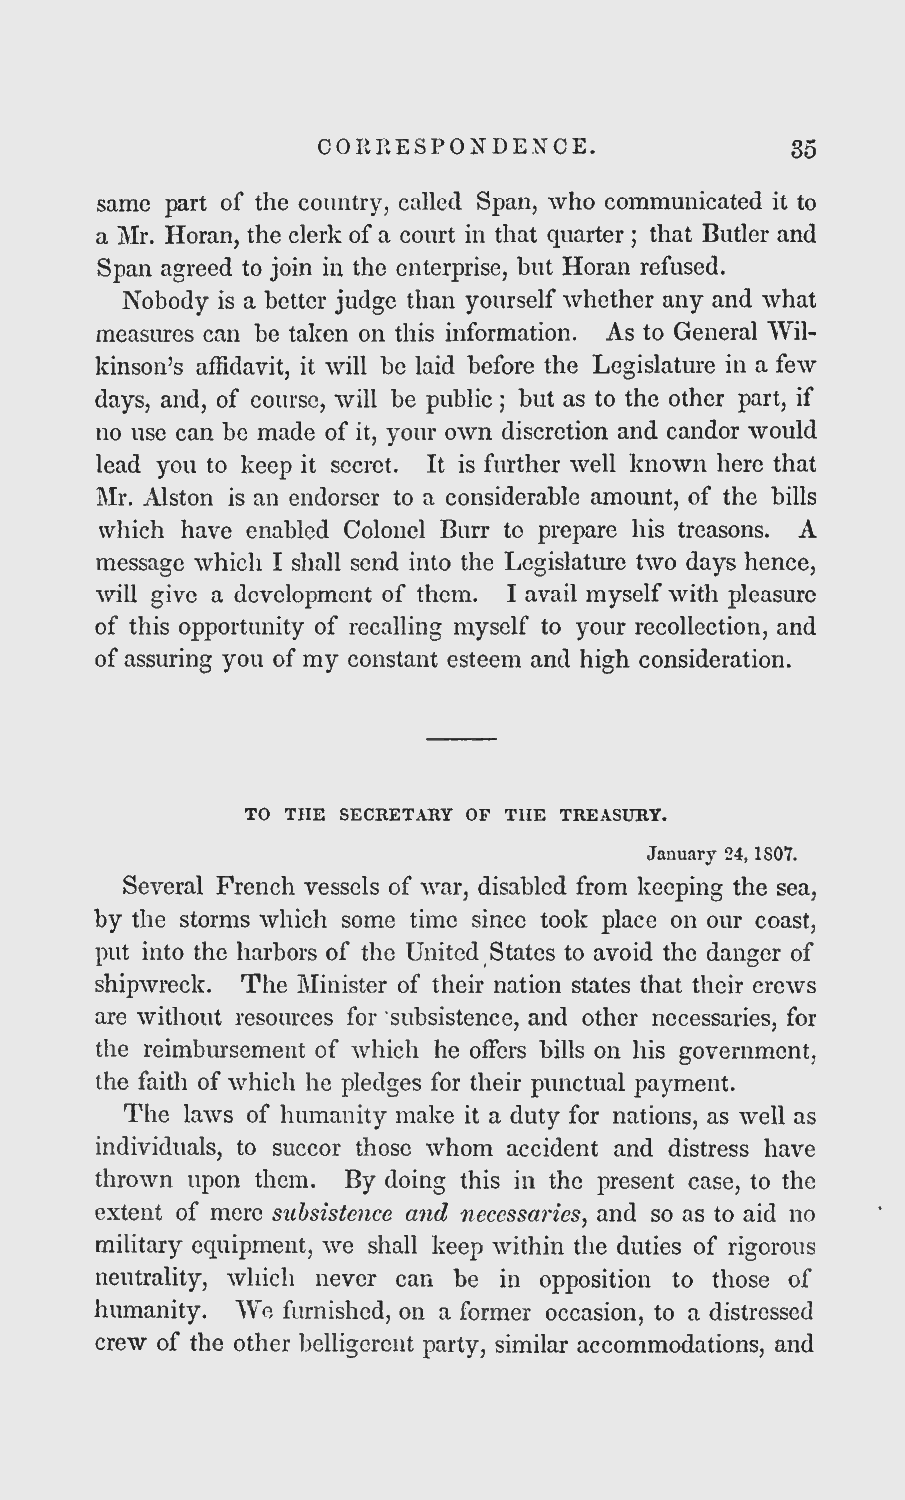 CORRESPONDENCE. 35
same part of the country, called Span, who communicated it to
a Mr. Horan, the clerk of a court in that quarter; that Butler and
Span agreed to join in the enterprise, but Horan refused.
Nobody is a better judge than yourself whether any and what
measures can be taken on this information. As to General Wil-
kinson's affidavit, it will be laid before the Legislature in a few
days, and, of course, will be public; but as to the other part, if
no use can be made of it, your own discretion and candor would
lead you to keep it secret. It is further well known here that
Mr. Alston is an endorser to a considerable amount, of the bills
which have enabled Colonel Burr to prepare his treasons. A
message which I shall send into the Legislature two days hence,
will give a development of them. I avail myself with pleasure
of this opportunity of recalling myself to your recollection, and
of assuring you of my constant esteem and high consideration.
TO THE SECRETARY OF THE TREASURY.
January 24, 1807.
Several French vessels of war, disabled from keeping the sea,
by the storms which some time since took place on our coast,
put into the harbors of the United States to avoid the danger of
shipwreck. The Minister of their nation states that their crews
are without resources for subsistence, and other necessaries, for
the reimbursement of which he offers bills on his government,
the faith of which he pledges for their punctual payment.
The laws of humanity make it a duty for nations, as well as
individuals, to succor those whom accident and distress have
thrown upon them. By doing this in the present case, to the
extent of mere subsistence and necessaries, and so as to aid no
military equipment, we shall keep within the duties of rigorous
neutrality, which never can be in opposition to those of
humanity. We furnished, on a former occasion, to a distressed
crew of the other belligerent party, similar accommodations, and